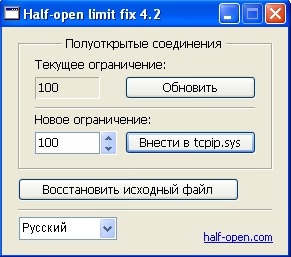 Half-open limit fix 4.2
Полуоткрытые соединения
Текущее ограничение:
100
Обновить
Новое ограничение:
100
Внести в tcpip.sys
Восстановить исходный файл
Русский
half-open.com